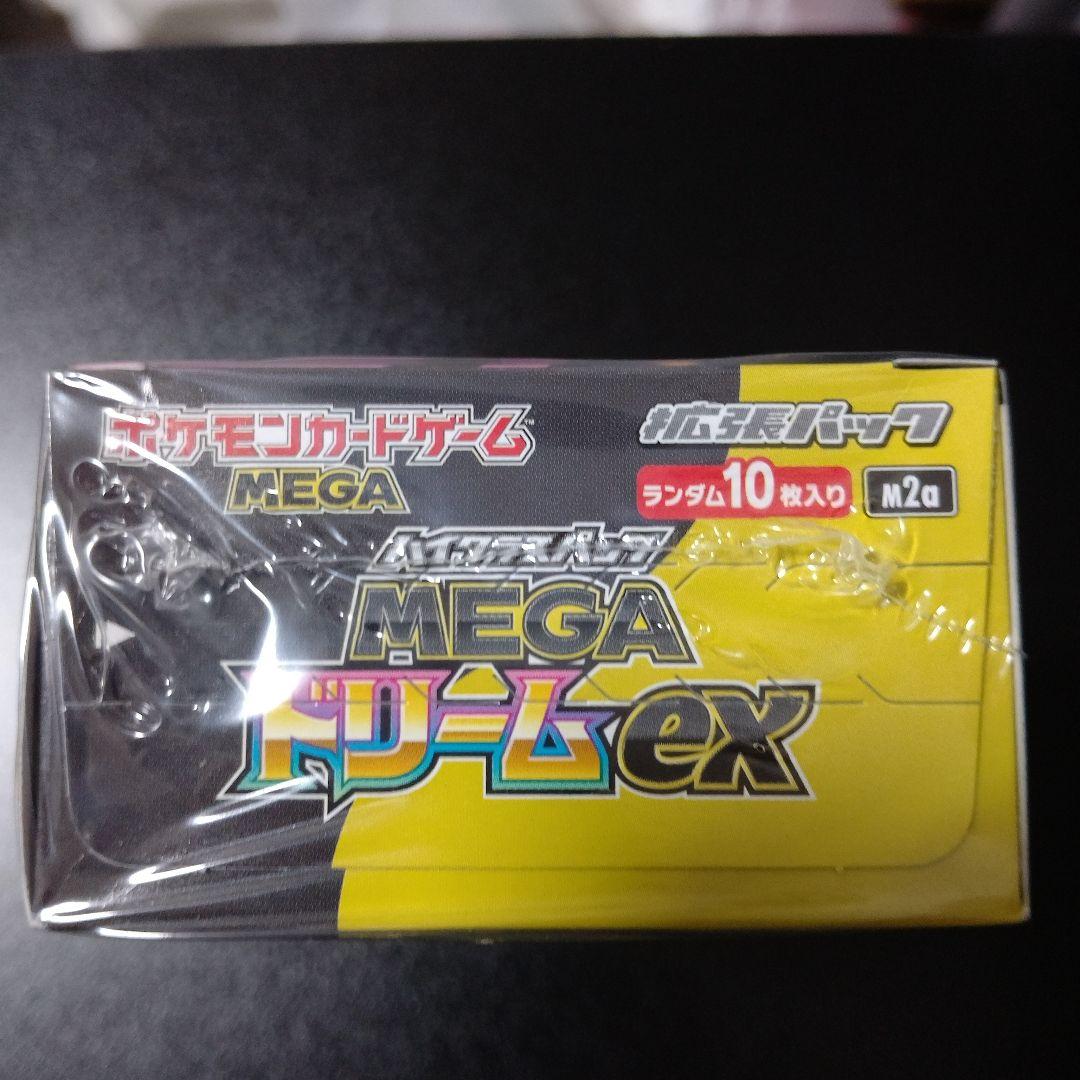 ポケモンカードゲーム™
MEGA
拡張パック
ランダム10枚入り
M2a
ハイクラスパック
MEGA
ドリームex